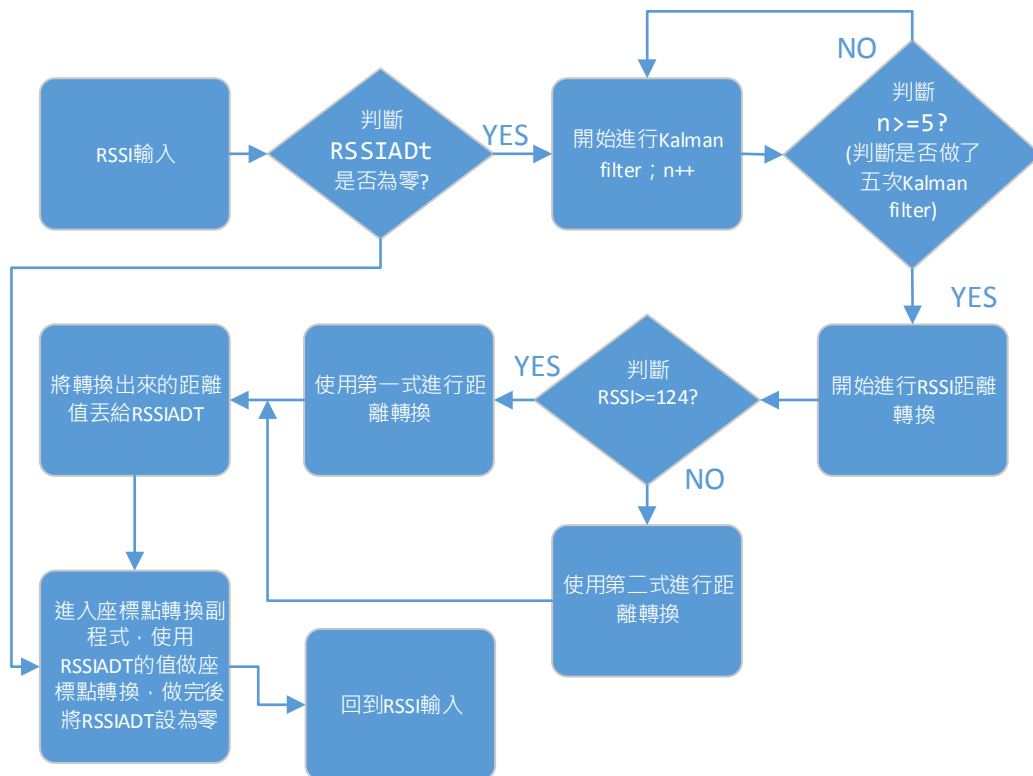 RSSI輸入
判斷
RSSIADt
是否為零?
YES
開始進行Kalman
filter；n++
NO
判斷
n>=5?
(判斷是否做了
五次Kalman
filter)
YES
開始進行RSSI距離
轉換
判斷
RSSI>=124?
YES
使用第一式進行距
離轉換
將轉換出來的距離
值丟給RSSIADT
NO
使用第二式進行距
離轉換
進入座標點轉換副
程式，使用
RSSIADT的值做座
標點轉換，做完後
將RSSIADT設為零
回到RSSI輸入